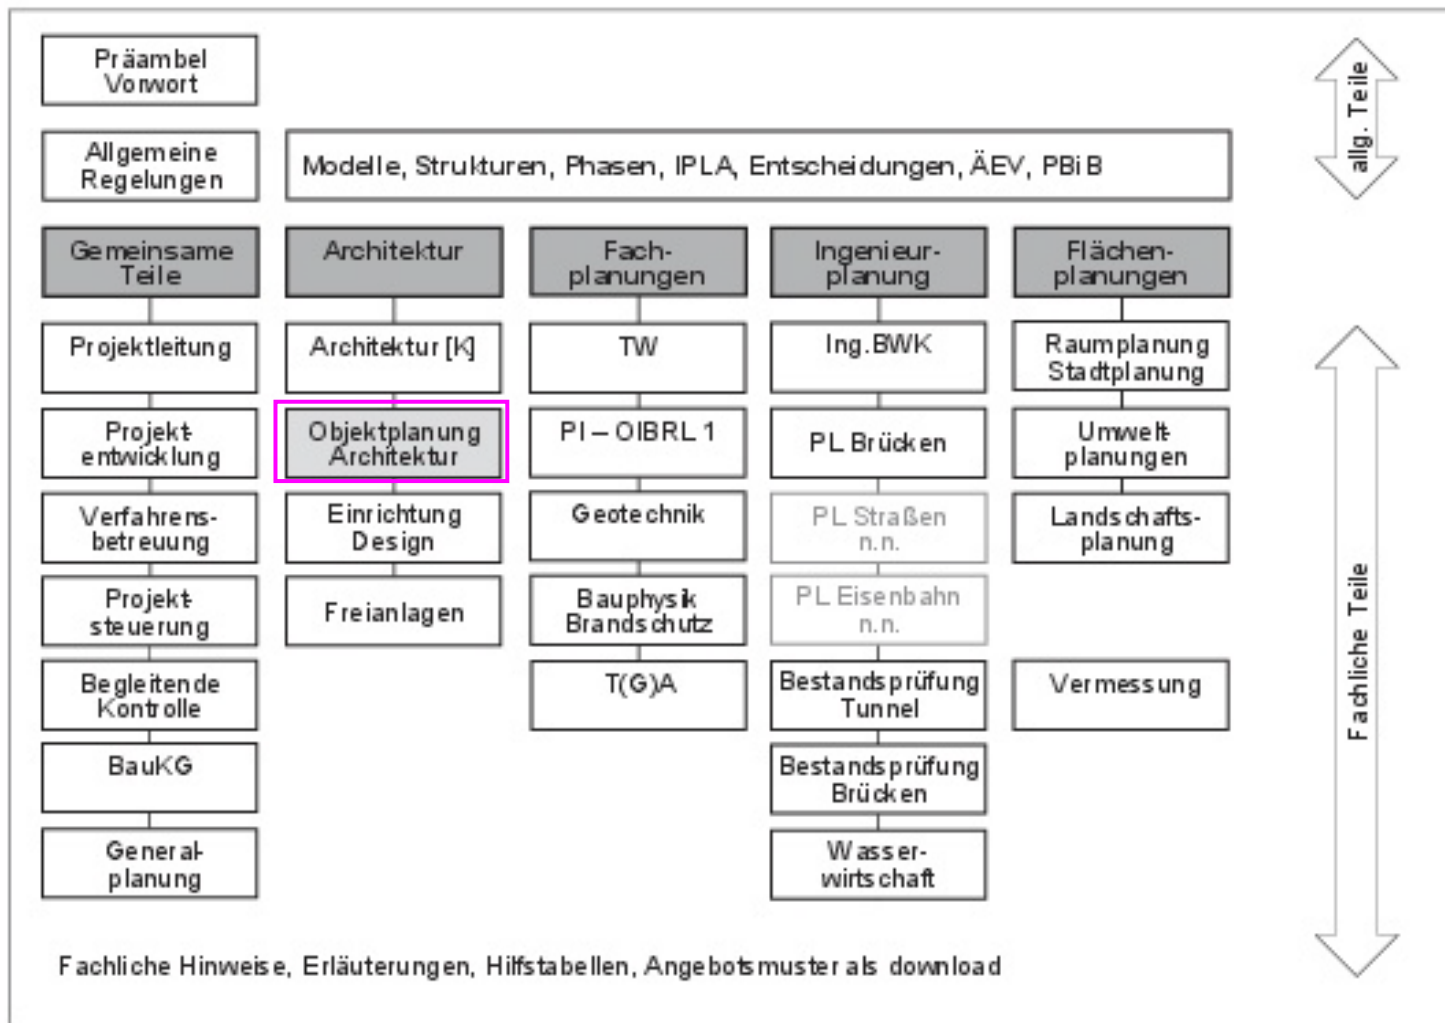 Präambel
Vorwort
allg. Teile
Allgemeine
Regelungen
Modelle, Strukturen, Phasen, IPLA, Entscheidungen, ÄEV, PBiB
Gemeinsame
Teile
Architektur
Fach-
planungen
Ingenieur-
planung
Flächen-
planungen
Projektleitung
Architektur [K]
TW
Ing.BWK
Raumplanung
Stadtplanung
Projekt-
entwicklung
Objektplanung
Architektur
PI – OIBRL 1
PL Brücken
Umwelt-
planungen
Verfahrens-
betreuung
Einrichtung
Design
Geotechnik
PL Straßen
n.n.
Landschafts-
planung
Projekt-
steuerung
Freianlagen
Bauphysik
Brandschutz
PL Eisenbahn
n.n.
Fachliche Teile
Begleitende
Kontrolle
T(G)A
Bestandsprüfung
Tunnel
Vermessung
BauKG
Bestandsprüfung
Brücken
General-
planung
Wasser-
wirtschaft
Fachliche Hinweise, Erläuterungen, Hilfstabellen, Angebotsmuster als download